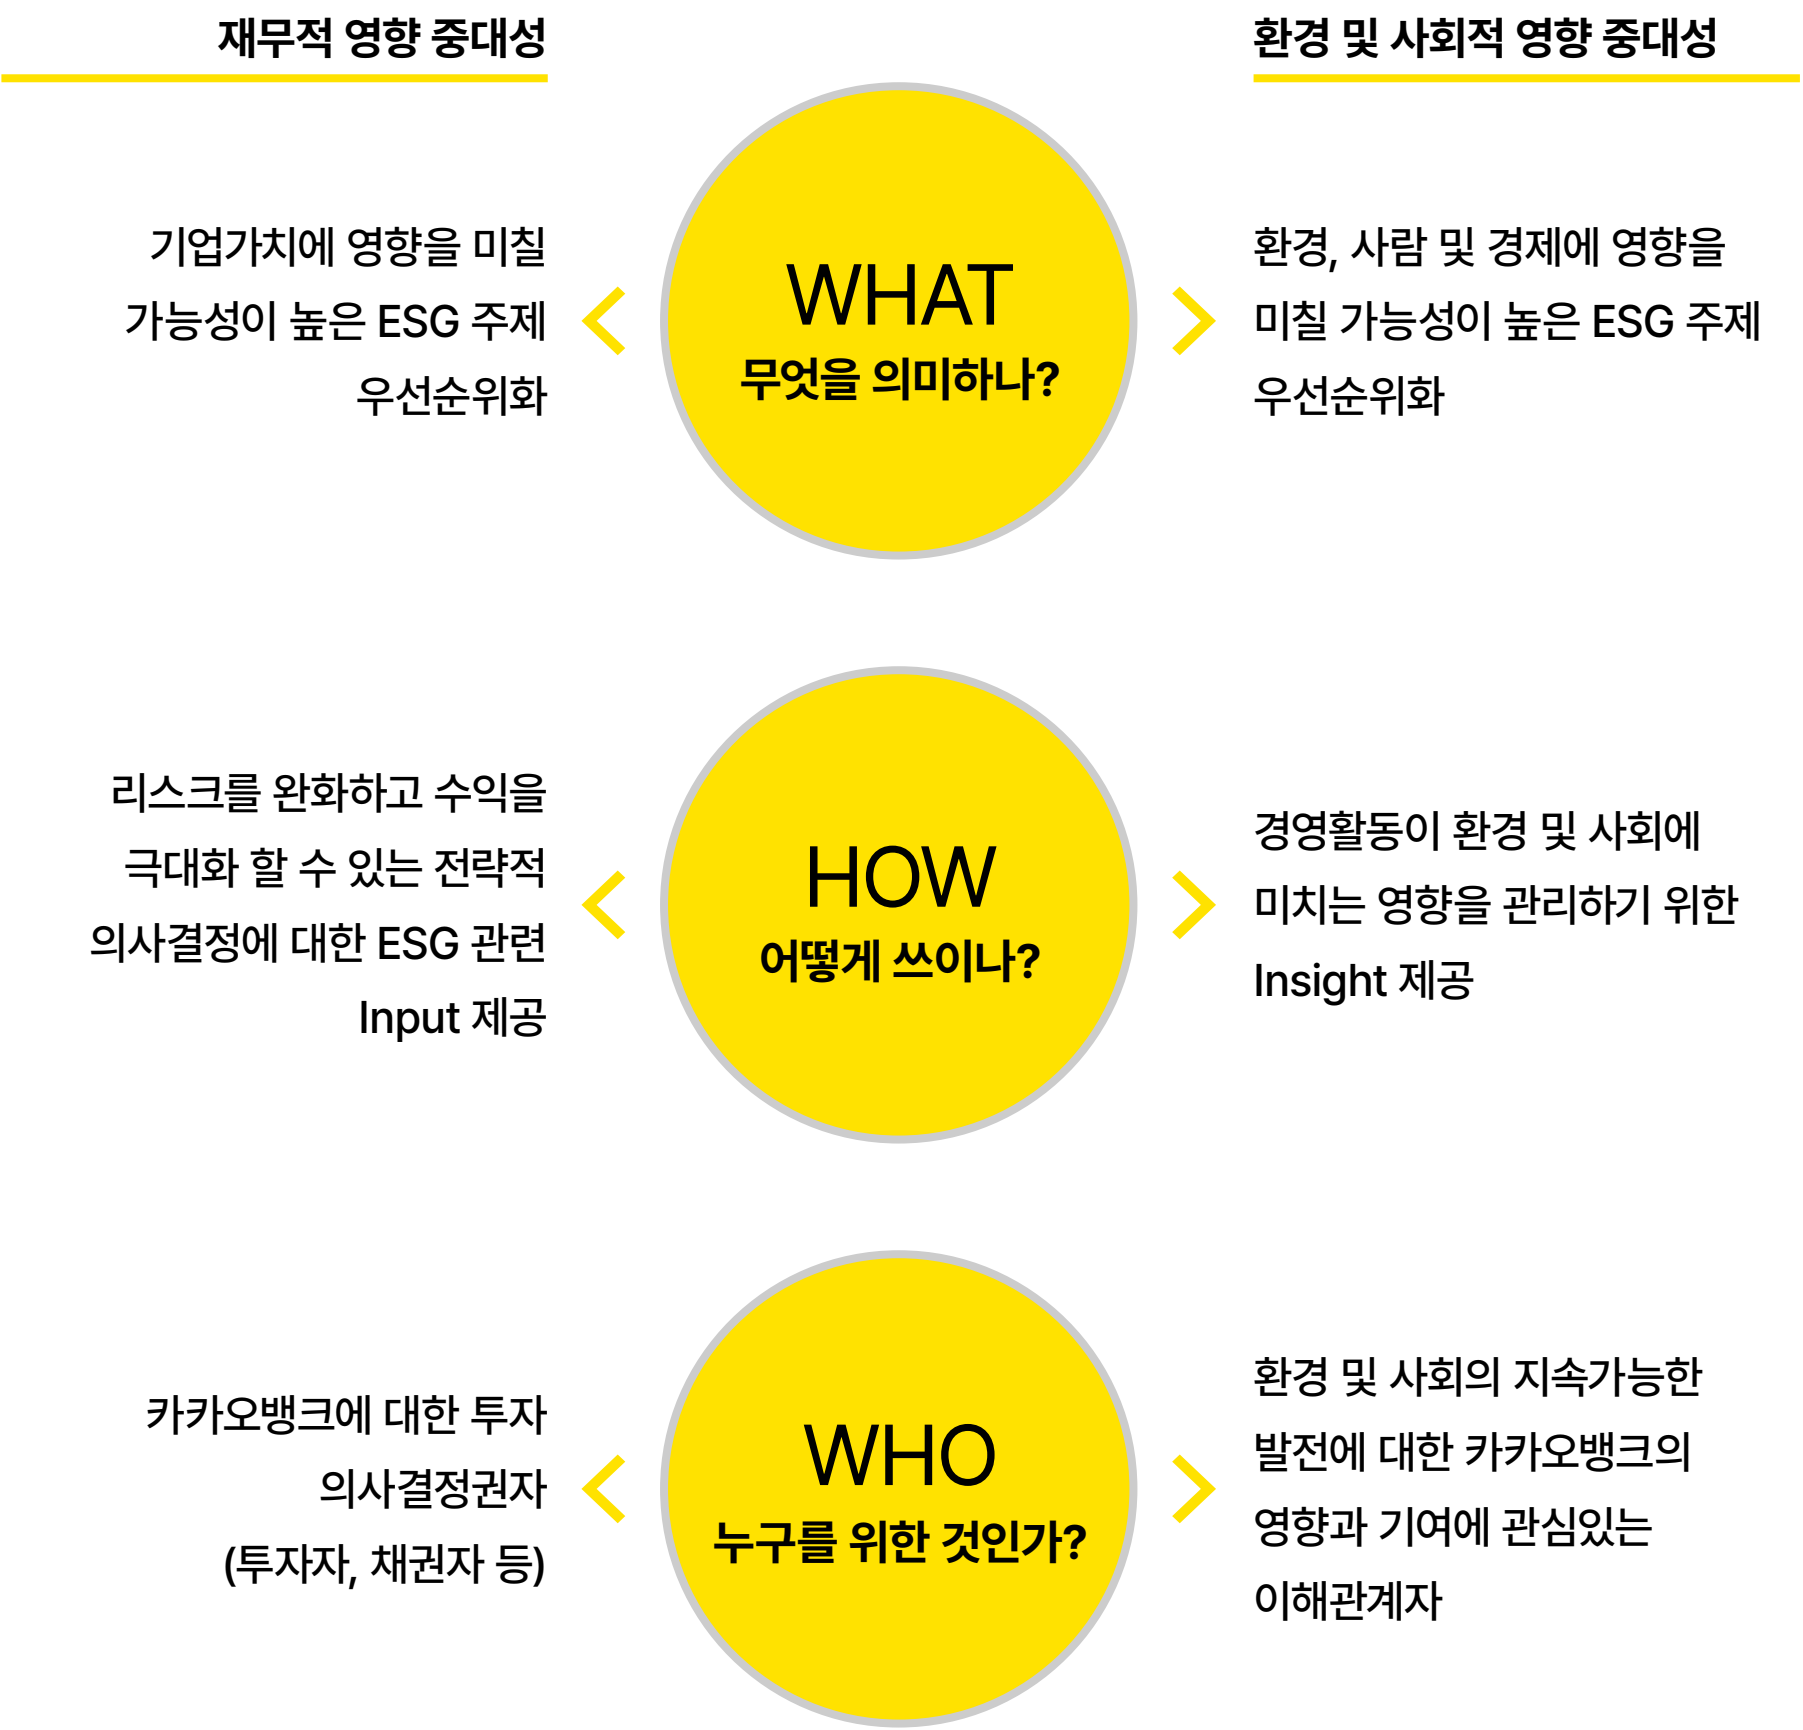 재무적 영향 중대성
환경 및 사회적 영향 중대성
기업가치에 영향을 미칠
가능성이 높은 ESG 주제
우선순위화
WHAT
무엇을 의미하나?
환경, 사람 및 경제에 영향을
미칠 가능성이 높은 ESG 주제
우선순위화
리스크를 완화하고 수익을
극대화 할 수 있는 전략적
의사결정에 대한 ESG 관련
Input 제공
HOW
어떻게 쓰이나?
경영활동이 환경 및 사회에
미치는 영향을 관리하기 위한
Insight 제공
카카오뱅크에 대한 투자
의사결정권자
(투자자, 채권자 등)
WHO
누구를 위한 것인가?
환경 및 사회의 지속가능한
발전에 대한 카카오뱅크의
영향과 기여에 관심있는
이해관계자